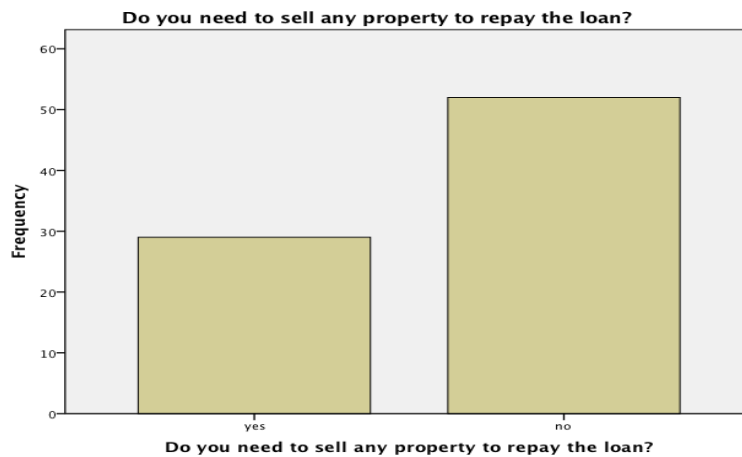 Do you need to sell any property to repay the loan?
Frequency
60
50
40
30
20
10
0
yes
no
Do you need to sell any property to repay the loan?